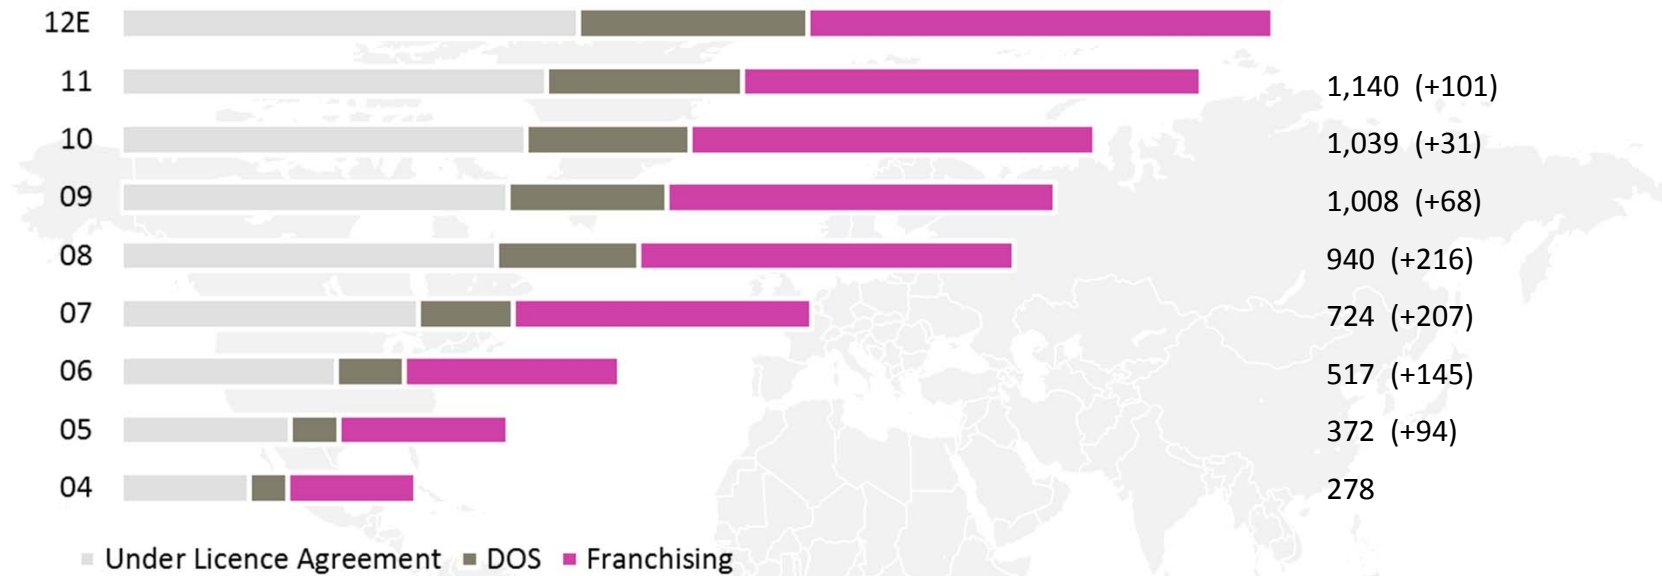 12E
11 1,140 (+101)
10 1,039 (+31)
09 1,008 (+68)
08 940 (+216)
07 724 (+207)
06 517 (+145)
05 372 (+94)
04 278
Under Licence Agreement DOS Franchising